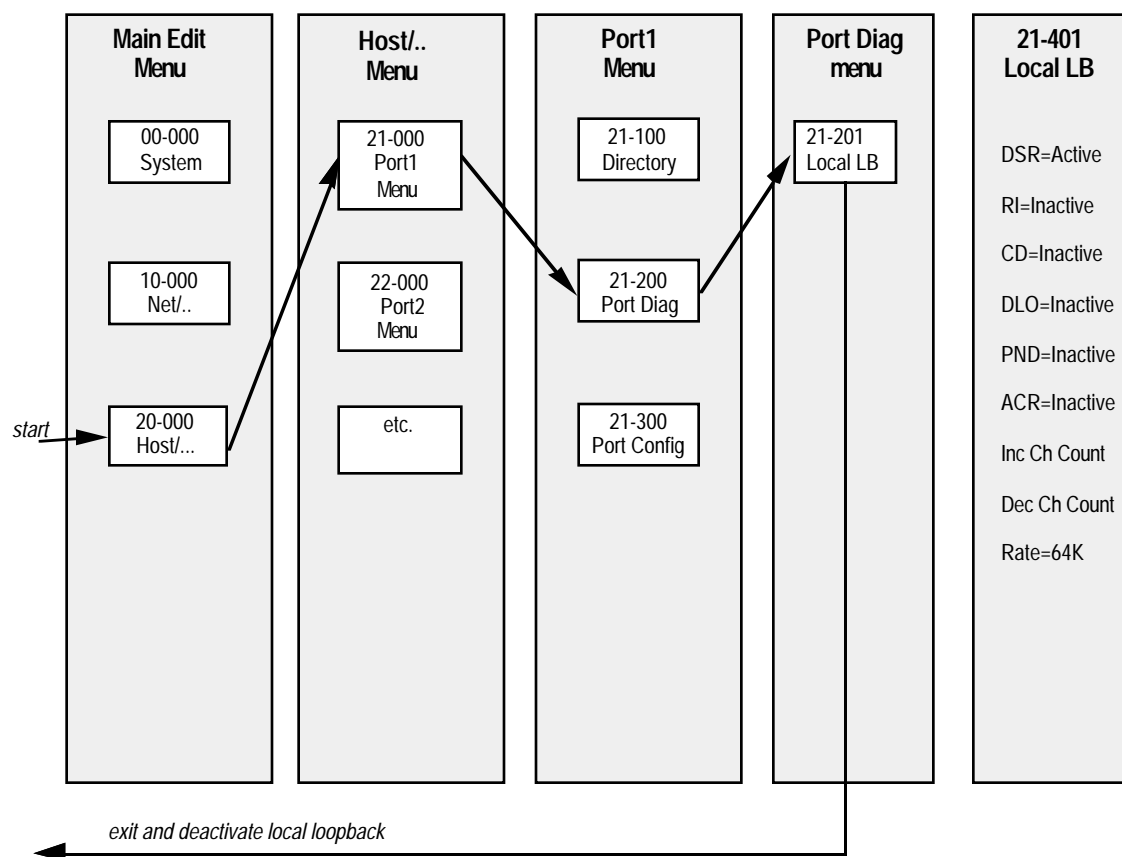 Main Edit
Menu
00-000
System
10-000
Net/..
start
20-000
Host/...
Host/..
Menu
21-000
Port1
Menu
22-000
Port2
Menu
etc.
Port1
Menu
21-100
Directory
21-200
Port Diag
21-300
Port Config
Port Diag
menu
21-201
Local LB
21-401
Local LB
DSR=Active
RI=Inactive
CD=Inactive
DLO=Inactive
PND=Inactive
ACR=Inactive
Inc Ch Count
Dec Ch Count
Rate=64K
exit and deactivate local loopback